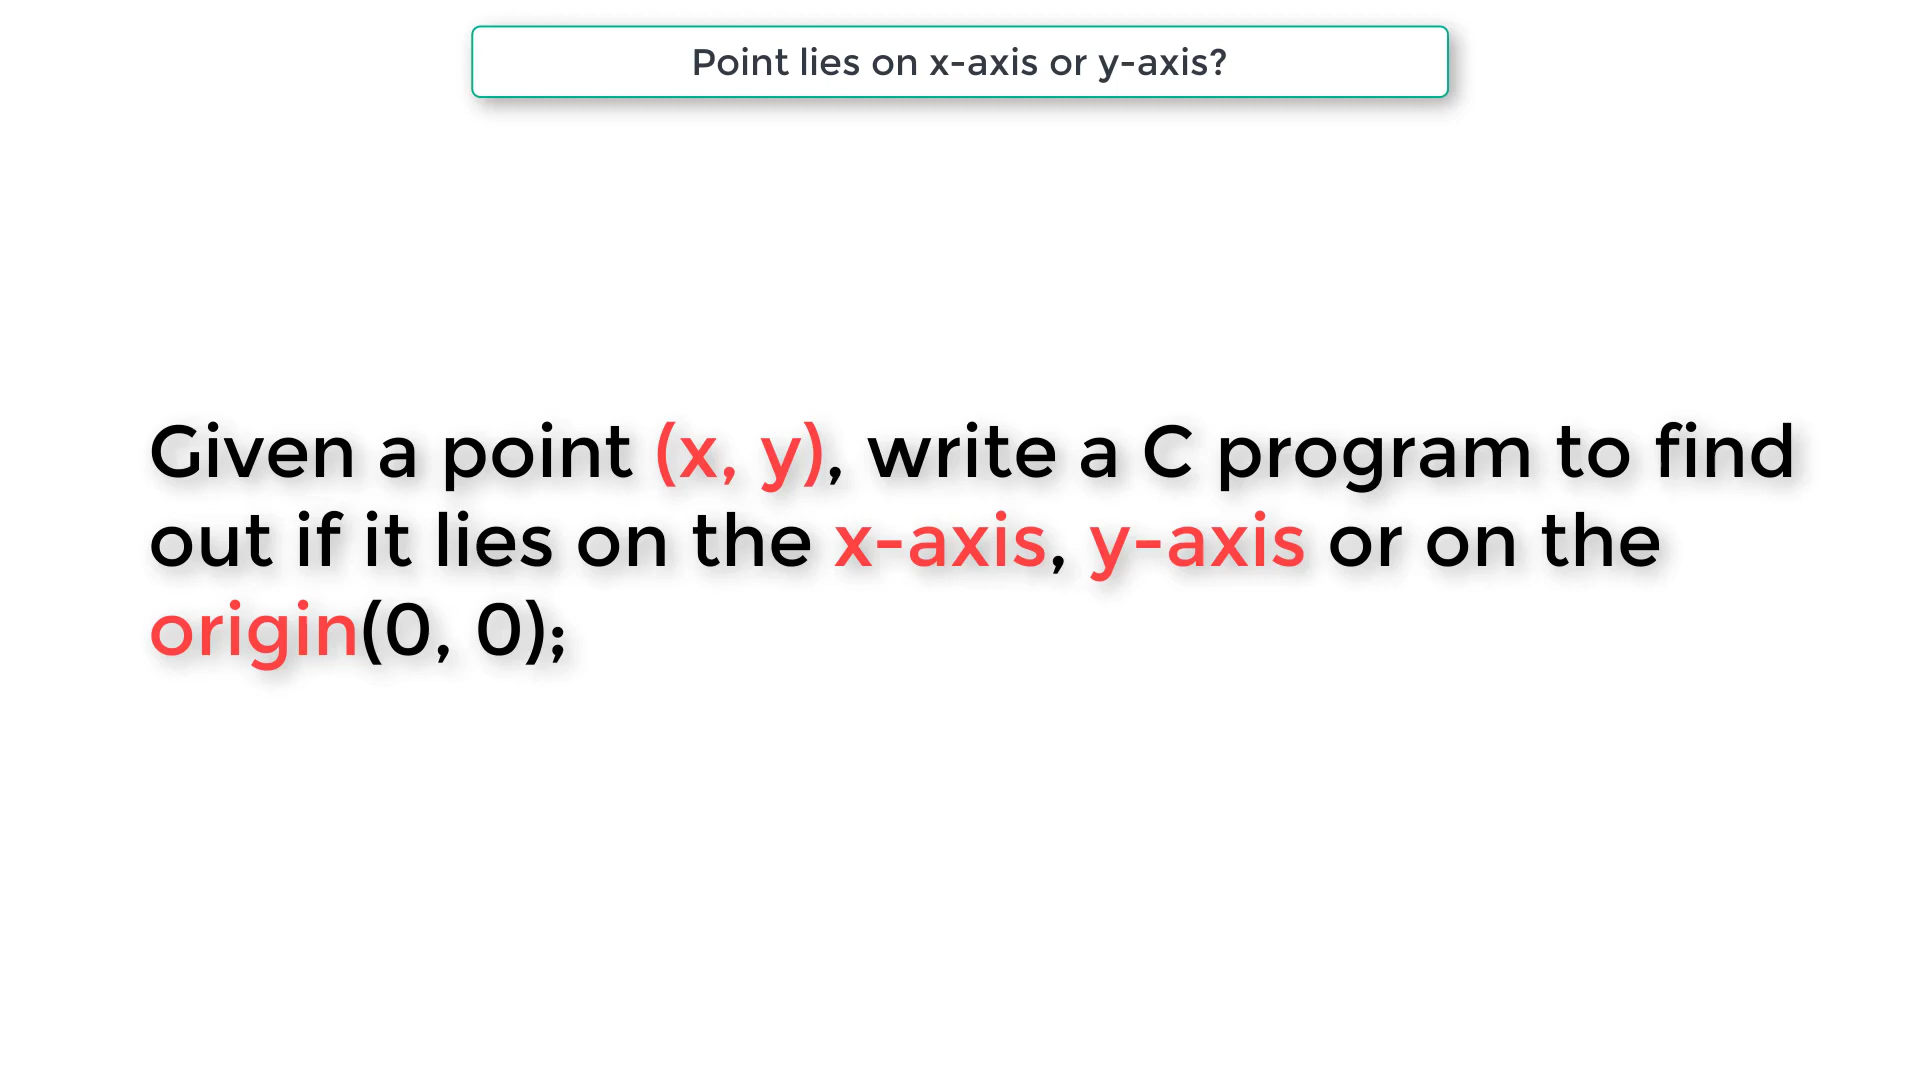 Point lies on x-axis or y-axis?
Given a point (x, y), write a C program to find
out if it lies on the x-axis, y-axis or on the
origin(0, 0);